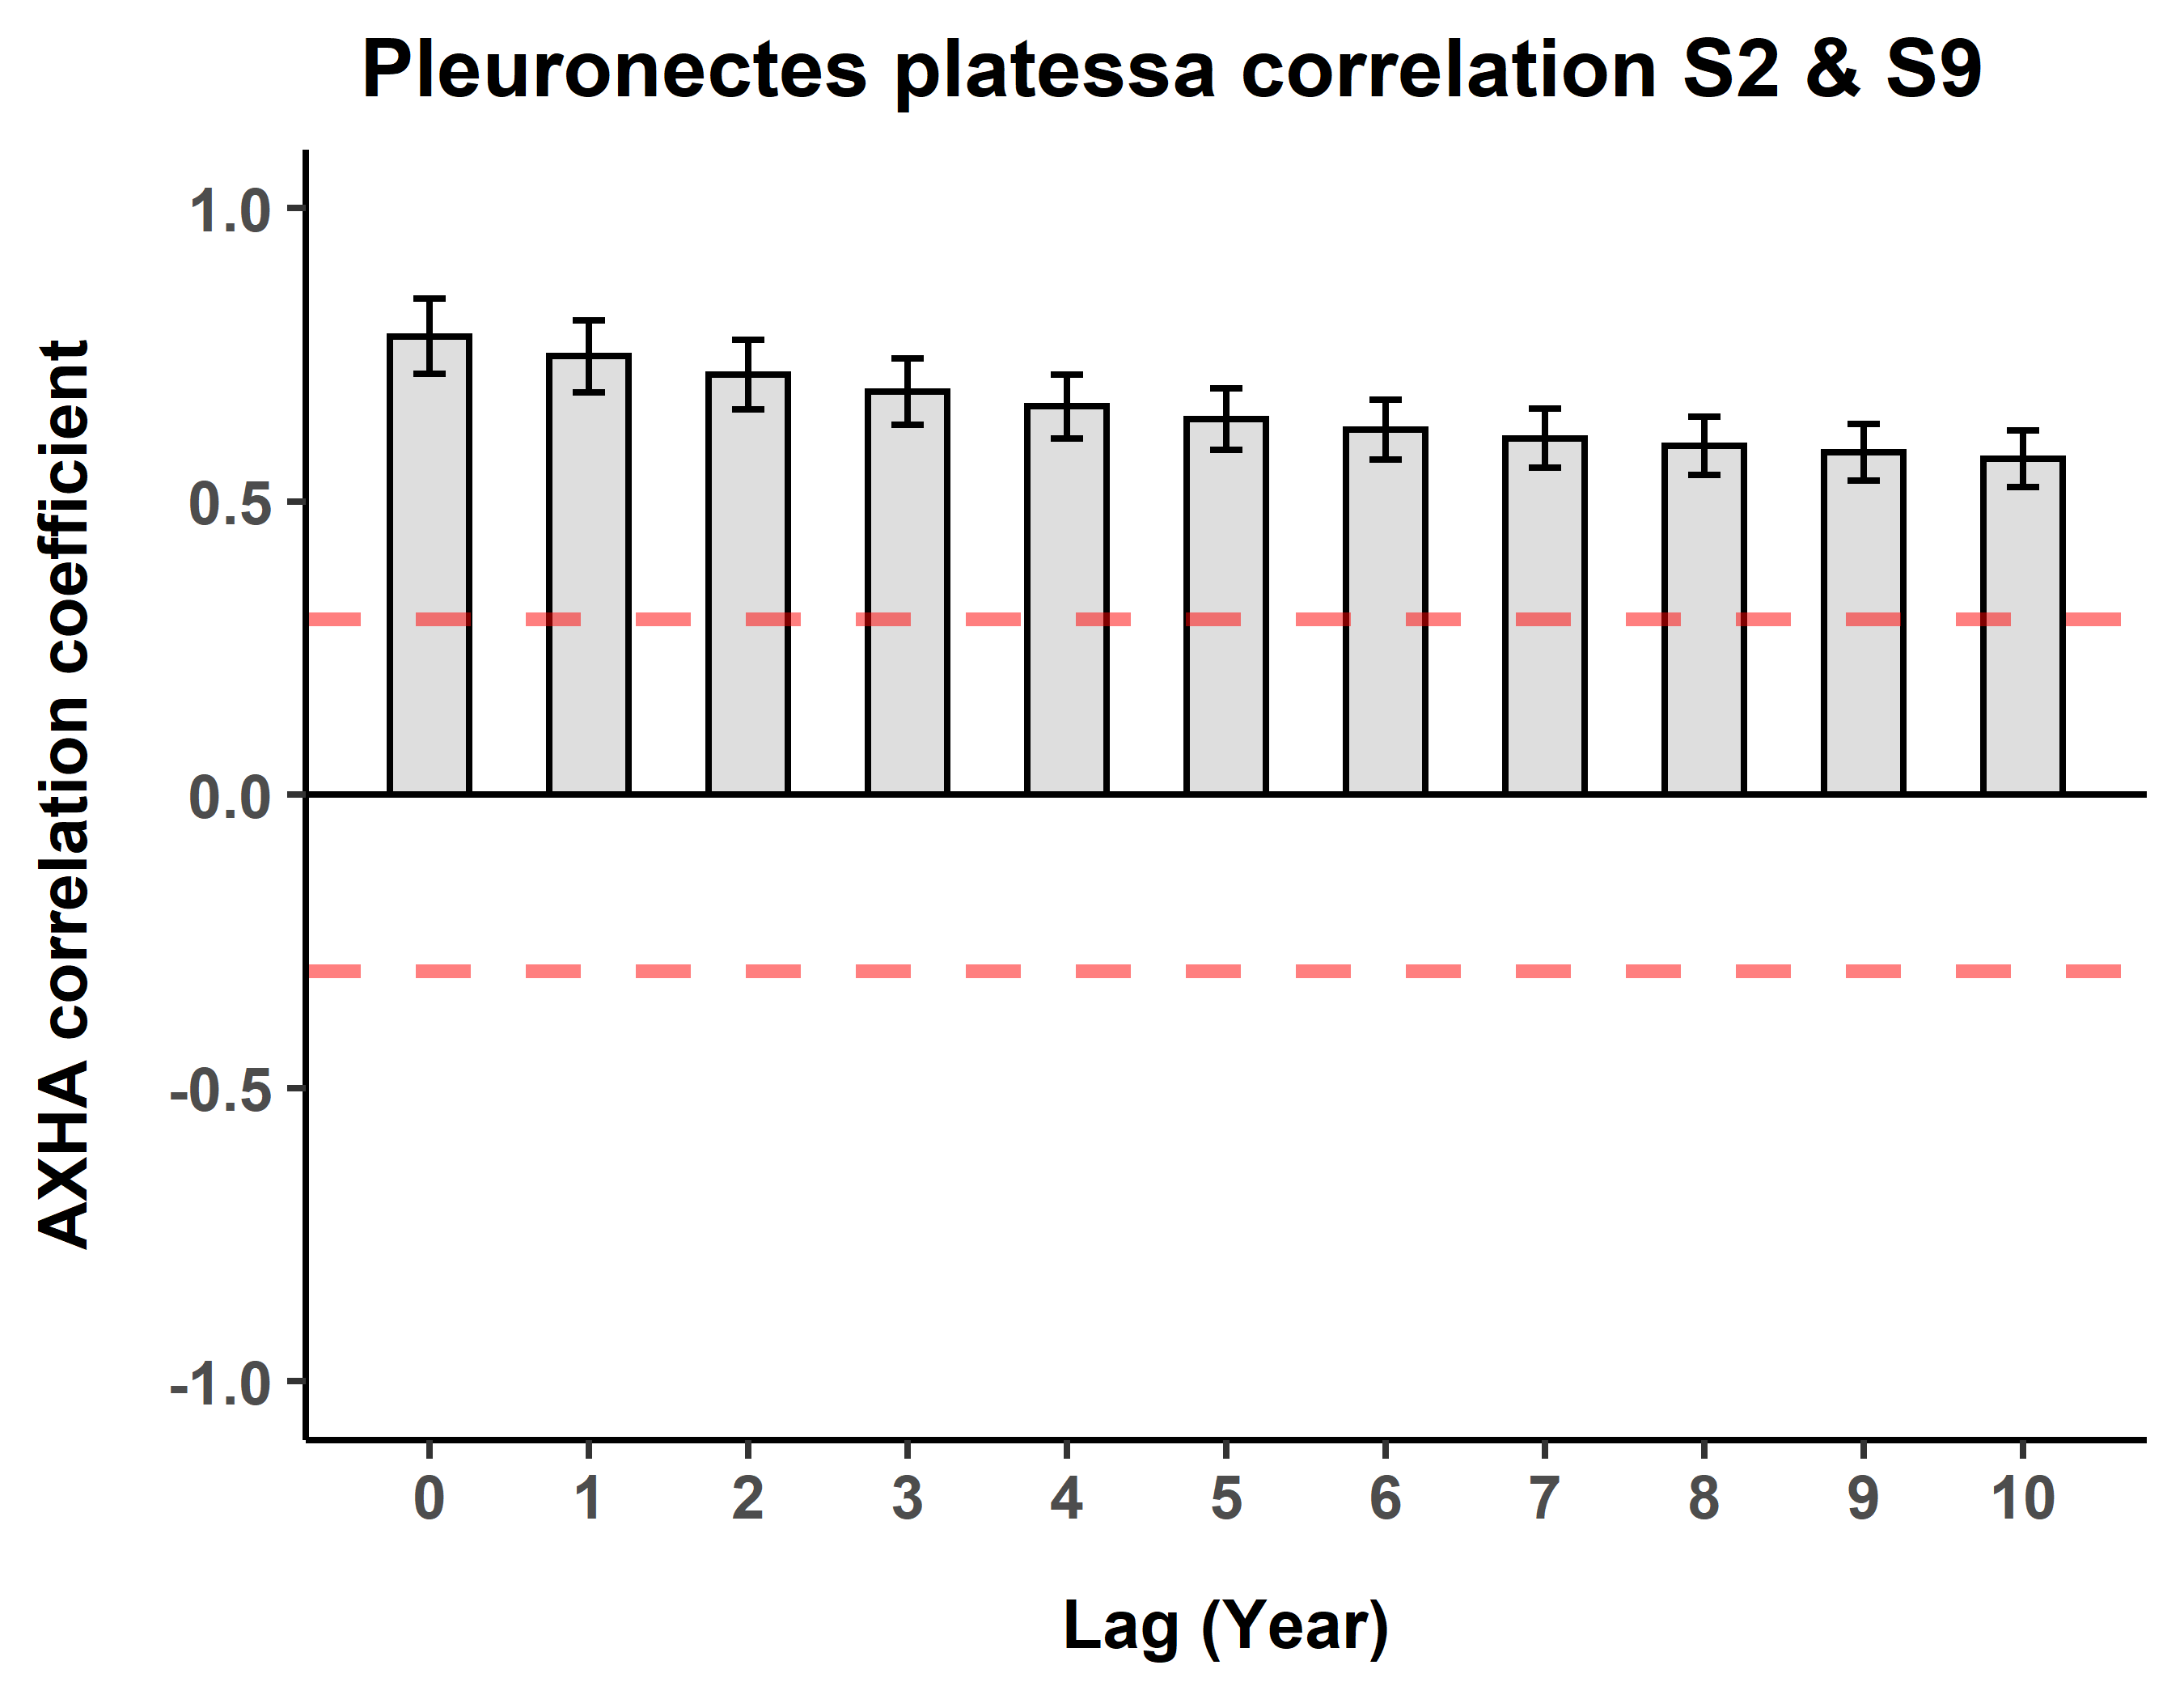 Pleuronectes platessa correlation S2 & S9
AXHA correlation coefficient
1.0
0.5
0.0
-0.5
-1.0
0 1 2 3 4 5 6 7 8 9 10
Lag (Year)